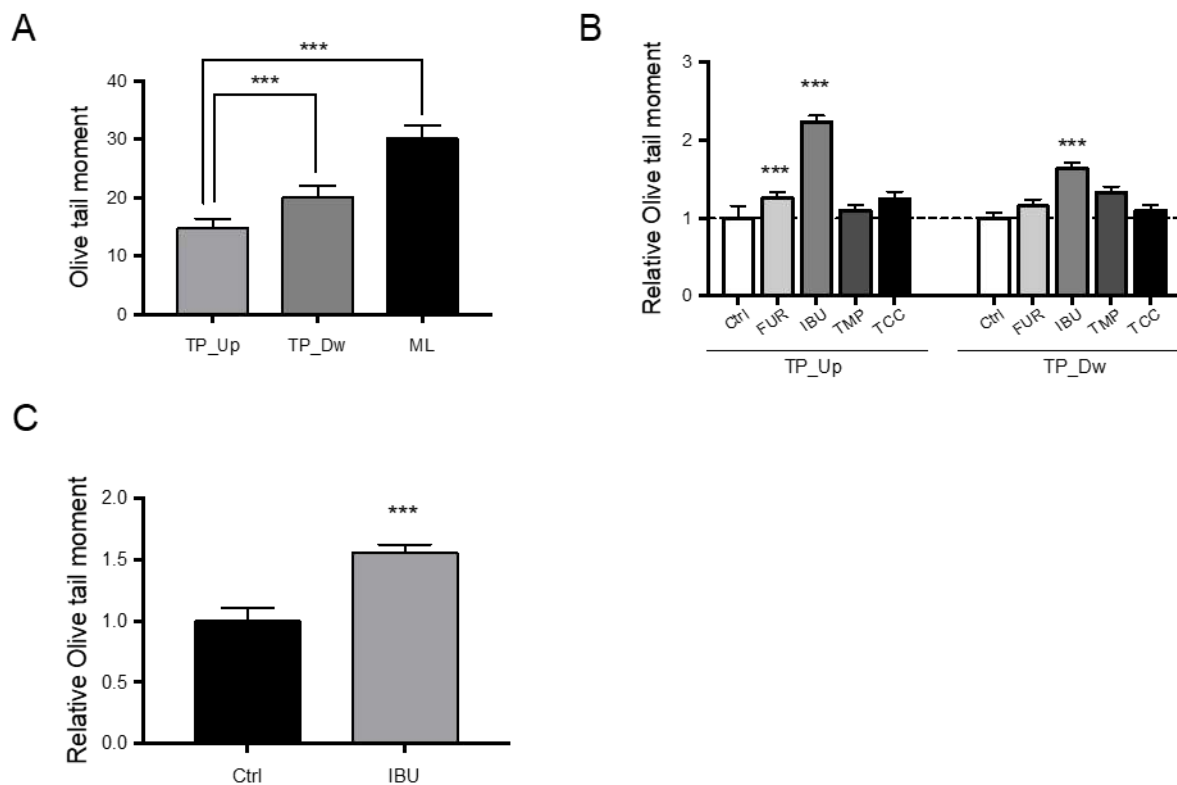 A
Olive tail moment
40
30
20
10
0
***
***
TP_Up TP_Dw ML
B
Relative Olive tail moment
3
2
1
0
*** *** ***
Ctrl FUR IBU TMP TCC Ctrl FUR IBU TMP TCC
TP_Up TP_Dw
C
Relative Olive tail moment
2.0
1.5
1.0
0.5
0.0
***
Ctrl IBU